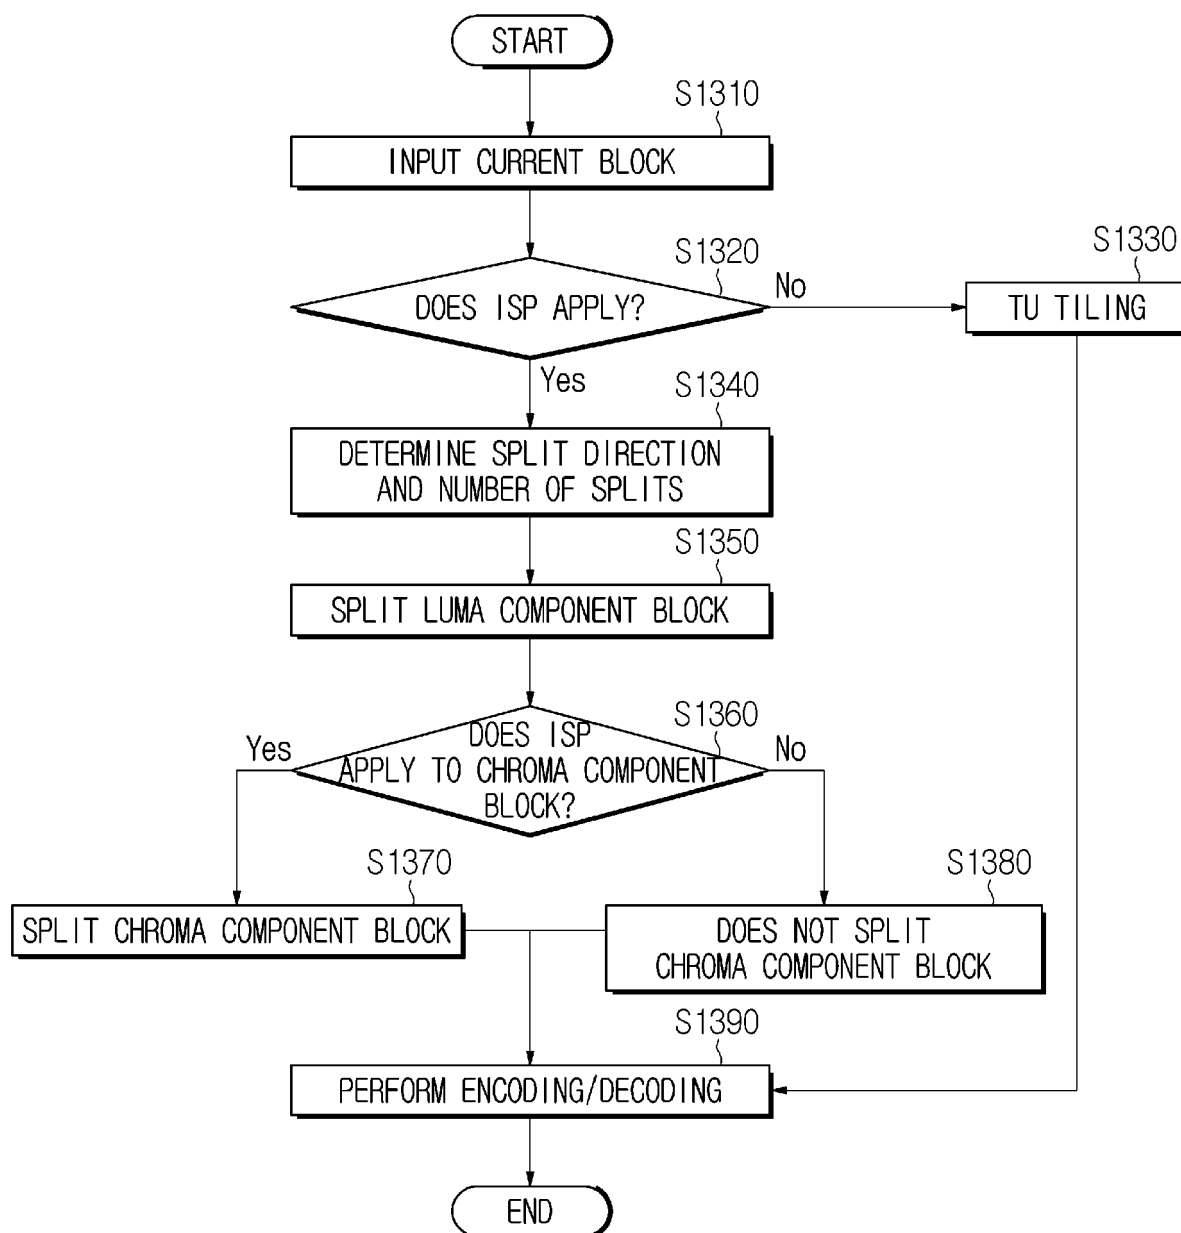 START
S1310
INPUT CURRENT BLOCK
S1320
DOES ISP APPLY?
No
S1330
TU TILING
Yes
S1340
DETERMINE SPLIT DIRECTION
AND NUMBER OF SPLITS
S1350
SPLIT LUMA COMPONENT BLOCK
S1360
DOES ISP
APPLY TO CHROMA COMPONENT
BLOCK?
Yes
No
S1370
SPLIT CHROMA COMPONENT BLOCK
S1380
DOES NOT SPLIT
CHROMA COMPONENT BLOCK
S1390
PERFORM ENCODING/DECODING
END